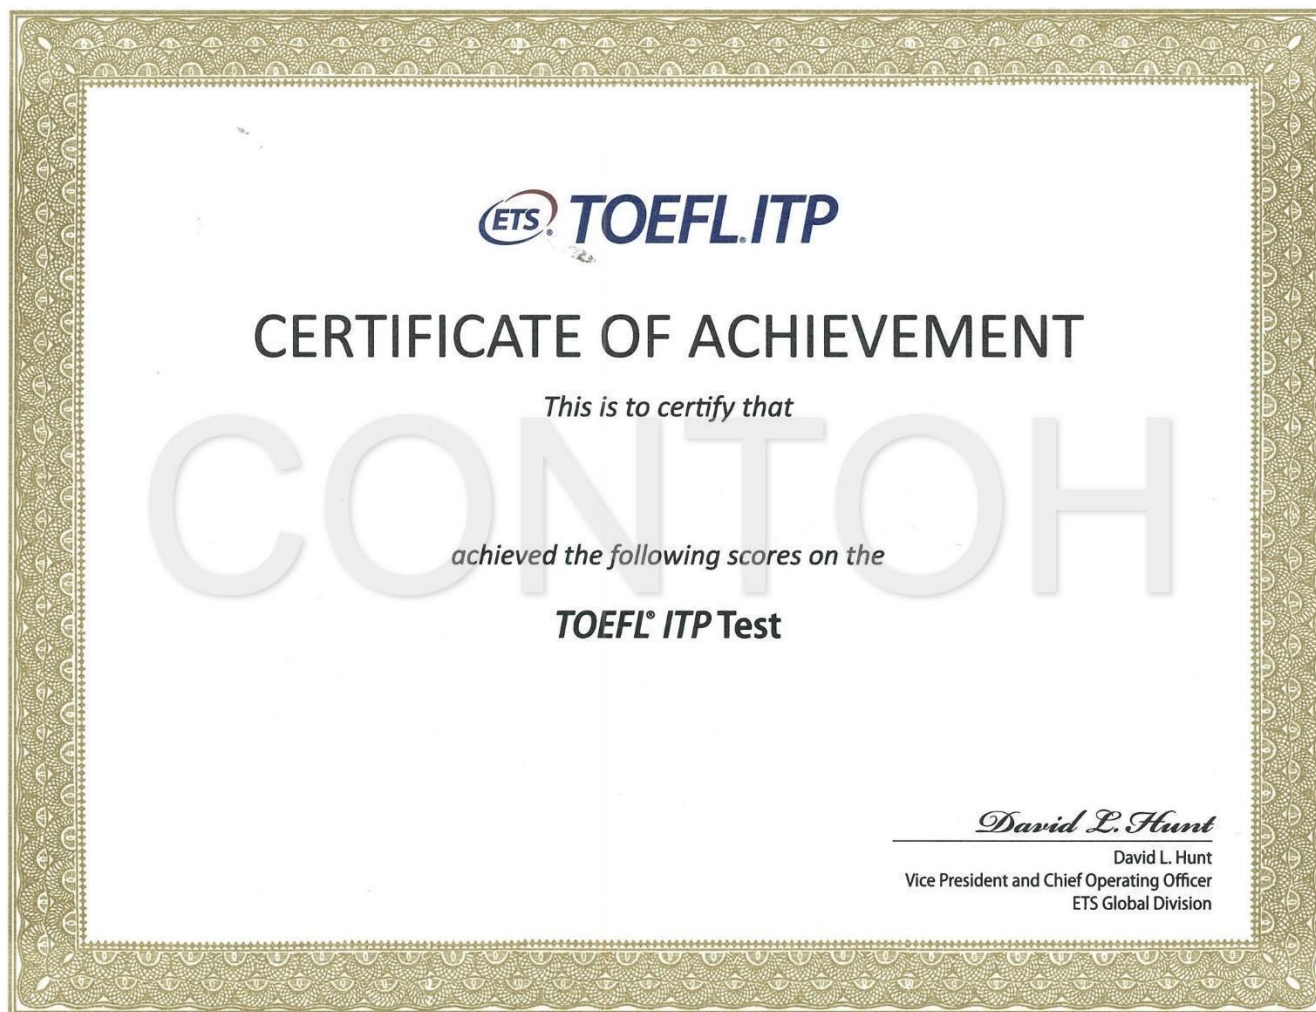 ETS® TOEFL® ITP
CERTIFICATE OF ACHIEVEMENT
This is to certify that
CONTOH
achieved the following scores on the
TOEFL® ITP Test
David L. Hunt
David L. Hunt
Vice President and Chief Operating Officer
ETS Global Division